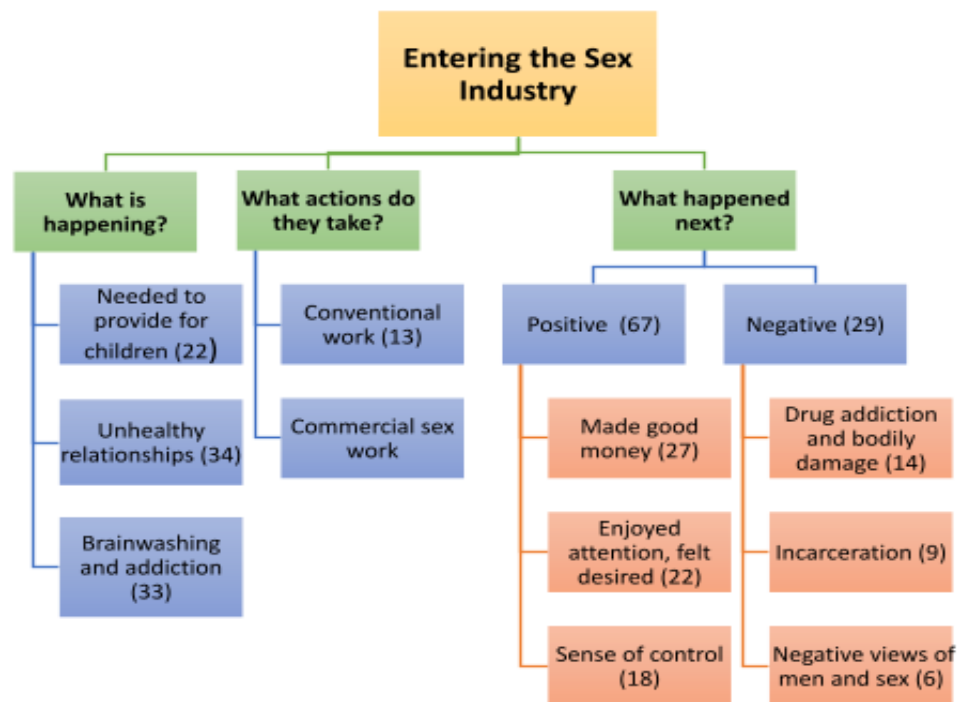 Entering the Sex
Industry
What is
happening?
Needed to
provide for
children (22)
Unhealthy
relationships (34)
Brainwashing
and addiction
(33)
What actions do
they take?
Conventional
work (13)
Commercial sex
work
What happened
next?
Positive (67)
Made good
money (27)
Enjoyed
attention, felt
desired (22)
Sense of control
(18)
Negative (29)
Drug addiction
and bodily
damage (14)
Incarceration (9)
Negative views of
men and sex (6)